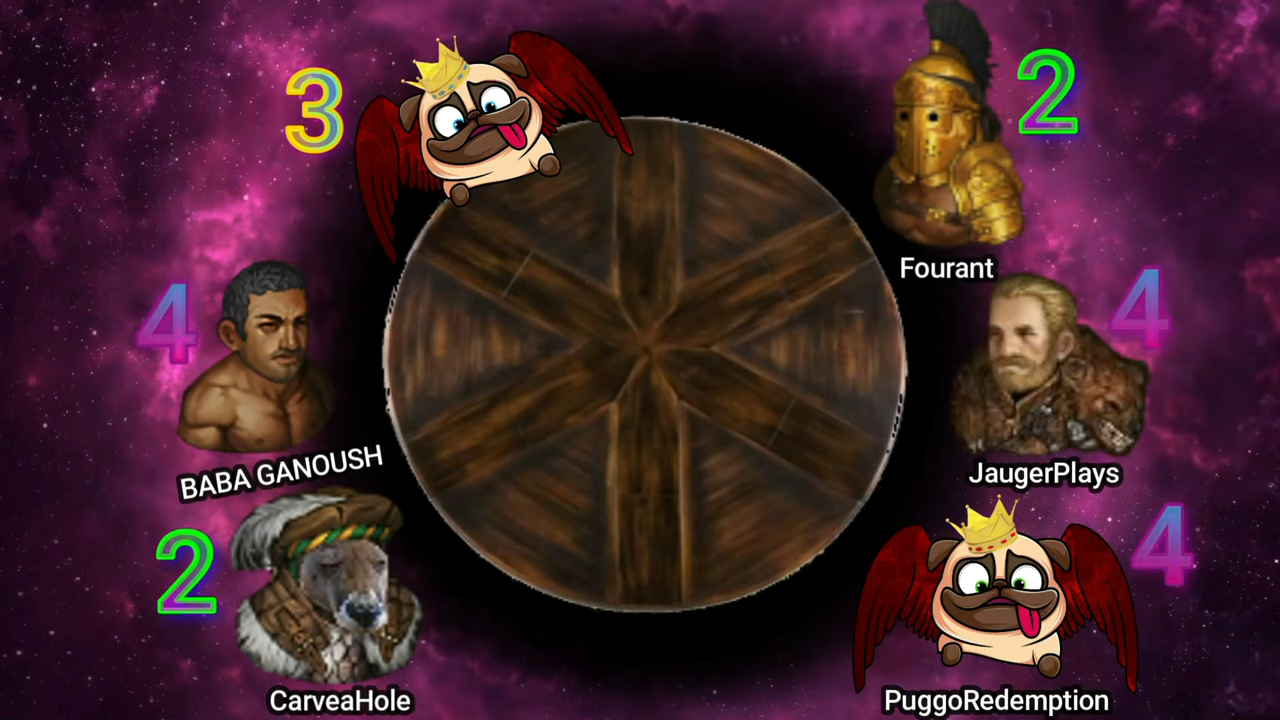 3
2
Fourant
4
4
BABA GANOUSH
JaugerPlays
2
4
CarveaHole
PuggoRedemption